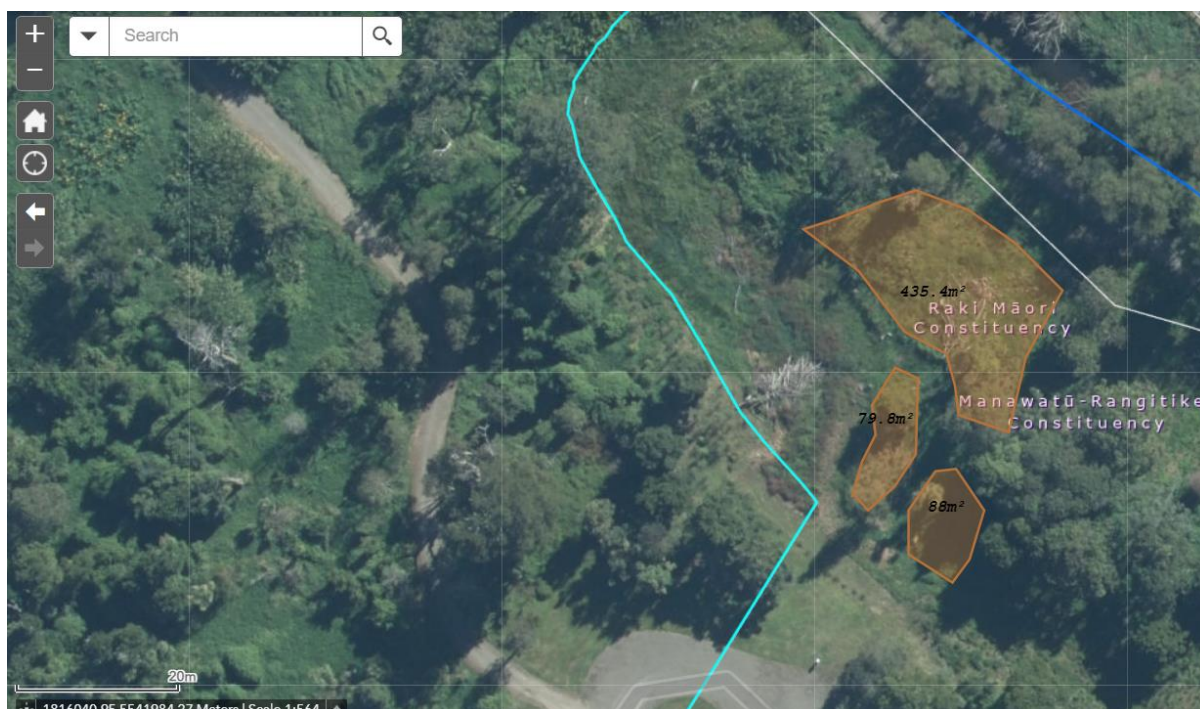 +
Search
−
435.4m²
Raki Māori
Constituency
Manawatū-Rangitike
79.8m²
Constituency
88m²
20m
1816040.95 5541984.27 Meters | Scale 1:564